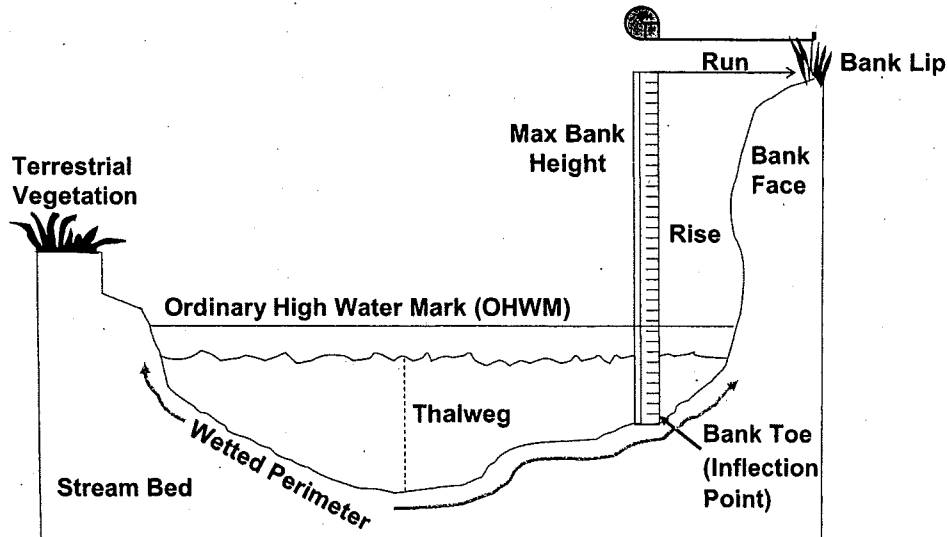 Run
Bank Lip
Max Bank
Height
Bank
Face
Terrestrial
Vegetation
Rise
Ordinary High Water Mark (OHWM)
Thalweg
Wetted Perimeter
Bank Toe
(Inflection
Point)
Stream Bed